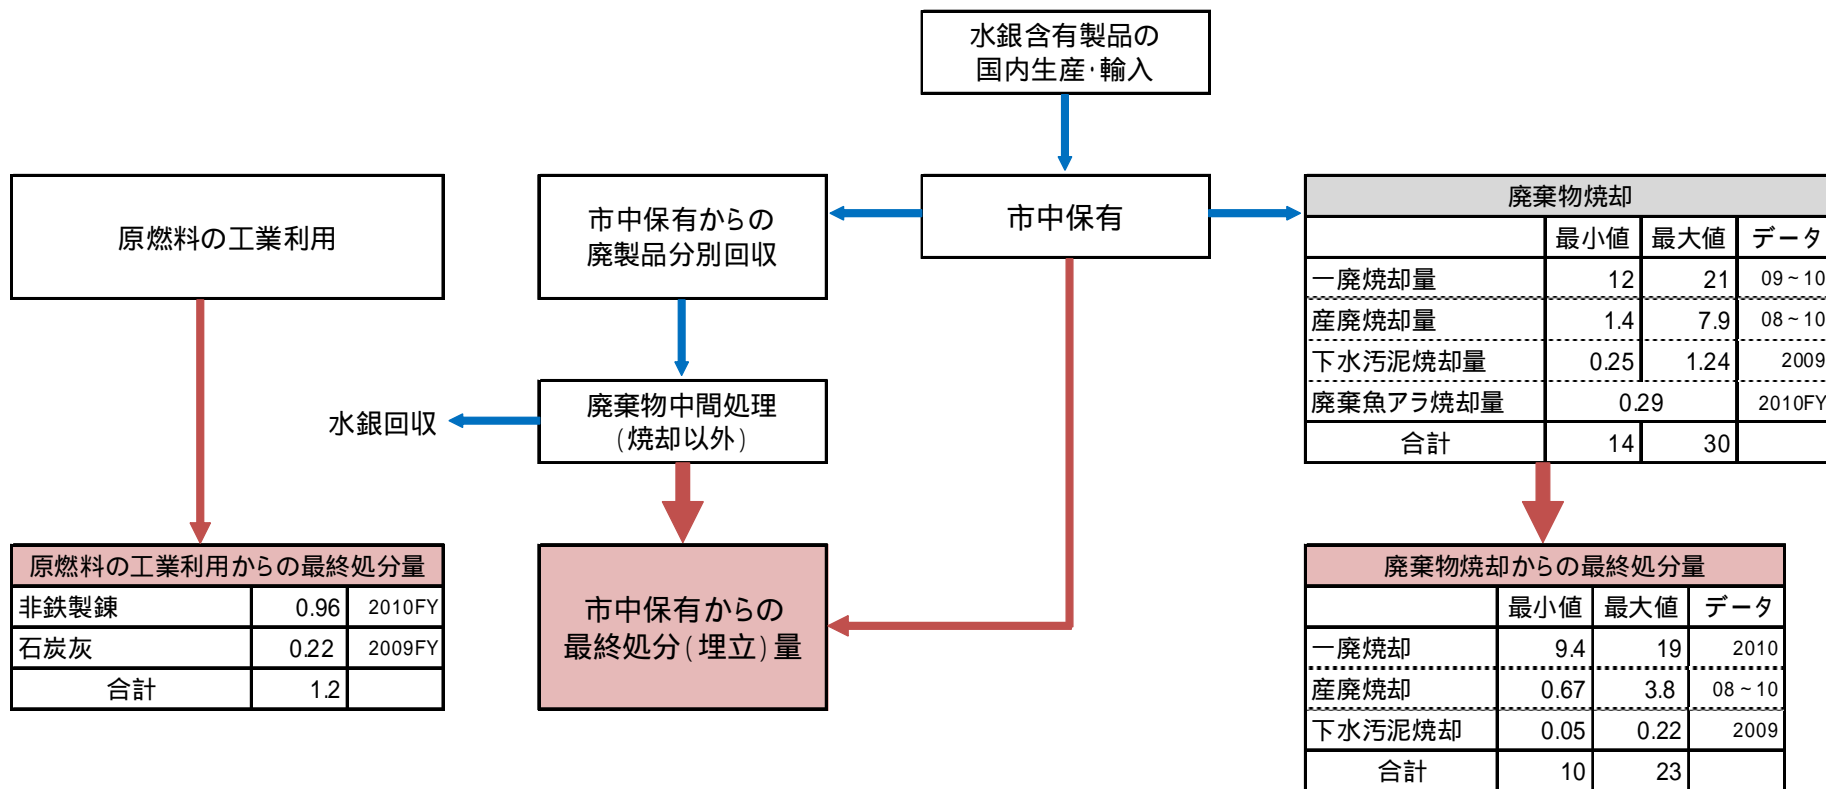 水銀含有製品の
国内生産・輸入
原燃料の工業利用
市中保有からの
廃製品分別回収
市中保有
廃棄物焼却
最小値 最大値 データ
一廃焼却量 12 21 09~10
産廃焼却量 1.4 7.9 08~10
下水汚泥焼却量 0.25 1.24 2009
廃棄魚アラ焼却量 0.29 2010FY
合計 14 30
水銀回収
廃棄物中間処理
(焼却以外)
原燃料の工業利用からの最終処分量
非鉄製錬 0.96 2010FY
石炭灰 0.22 2009FY
合計 1.2
市中保有からの
最終処分(埋立)量
廃棄物焼却からの最終処分量
最小値 最大値 データ
一廃焼却 9.4 19 2010
産廃焼却 0.67 3.8 08~10
下水汚泥焼却 0.05 0.22 2009
合計 10 23